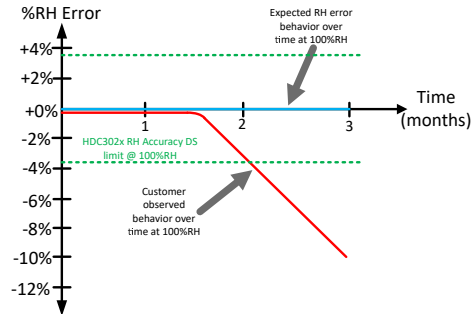 %RH Error
Expected RH error
behavior over
time at 100%RH
+4%
+2%
+0%
Time
(months)
1
2
3
-2%
HDC302x RH Accuracy DS
limit @ 100%RH
-4%
Customer
observed
behavior over
time at 100%RH
-6%
-8%
-10%
-12%